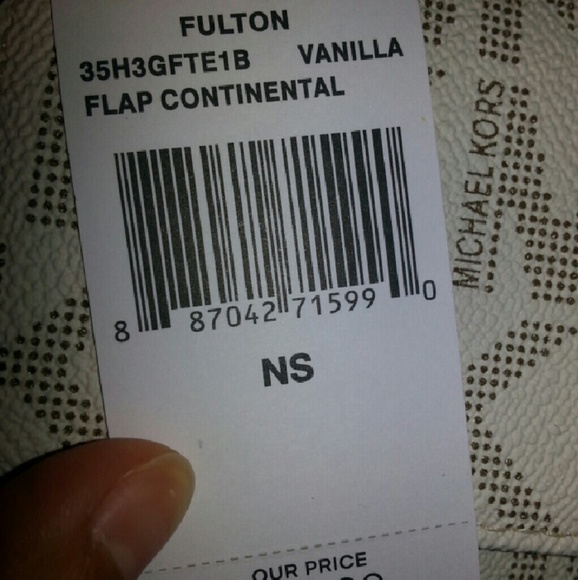 FULTON
35H3GFTE1B VANILLA
FLAP CONTINENTAL
8 87042 71599 0
NS
OUR PRICE
MICHAEL KORS